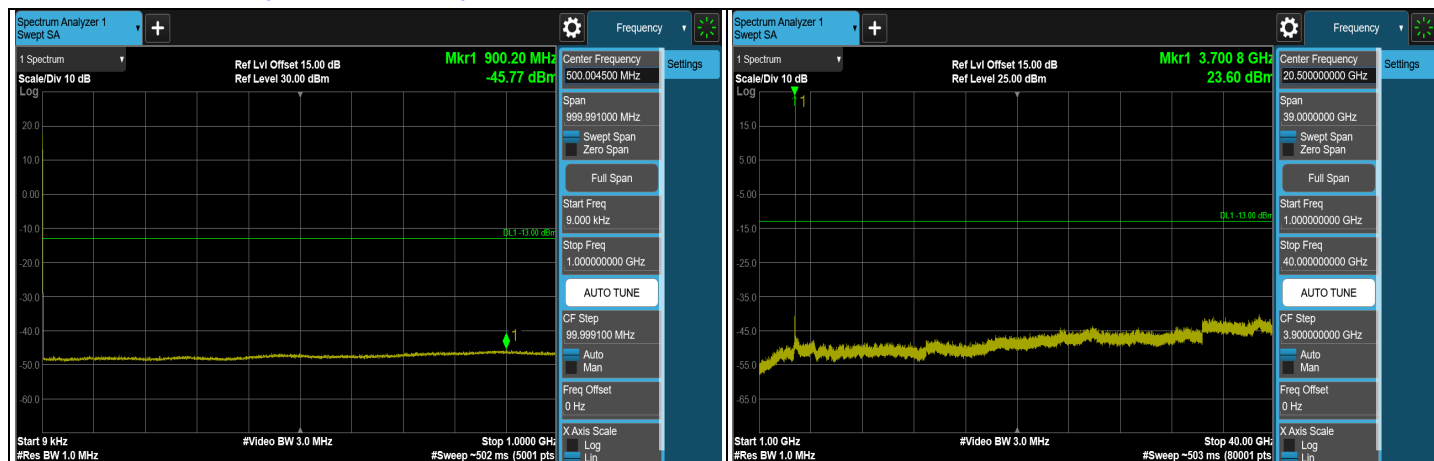 Spectrum Analyzer 1
Swept SA
+
Frequency
1 Spectrum
Scale/Div 10 dB
Log
Ref Lvl Offset 15.00 dB
Ref Level 30.00 dBm
Mkr1 900.20 MHz
-45.77 dBm
20.0
10.0
0.00
-10.0
-20.0
-30.0
-40.0
-50.0
-60.0
DL1 -13.00 dBm
1
Start 9 kHz
#Res BW 1.0 MHz
#Video BW 3.0 MHz
Stop 1.0000 GHz
#Sweep ~502 ms (5001 pts
Center Frequency
500.004500 MHz
Settings
Span
999.991000 MHz
Swept Span
Zero Span
Full Span
Start Freq
9.000 kHz
Stop Freq
1.000000000 GHz
AUTO TUNE
CF Step
99.999100 MHz
Auto
Man
Freq Offset
0 Hz
X Axis Scale
Log
Lin
Spectrum Analyzer 1
Swept SA
+
Frequency
1 Spectrum
Scale/Div 10 dB
Log
Ref Lvl Offset 15.00 dB
Ref Level 25.00 dBm
Mkr1 3.700 8 GHz
23.60 dBm
1
15.0
5.00
-5.00
-15.0
-25.0
-35.0
-45.0
-55.0
-65.0
DL1 -13.00 dBm
Start 1.00 GHz
#Res BW 1.0 MHz
#Video BW 3.0 MHz
Stop 40.00 GHz
#Sweep ~503 ms (80001 pts
Center Frequency
20.500000000 GHz
Settings
Span
39.0000000 GHz
Swept Span
Zero Span
Full Span
Start Freq
1.000000000 GHz
Stop Freq
40.000000000 GHz
AUTO TUNE
CF Step
3.900000000 GHz
Auto
Man
Freq Offset
0 Hz
X Axis Scale
Log
Lin